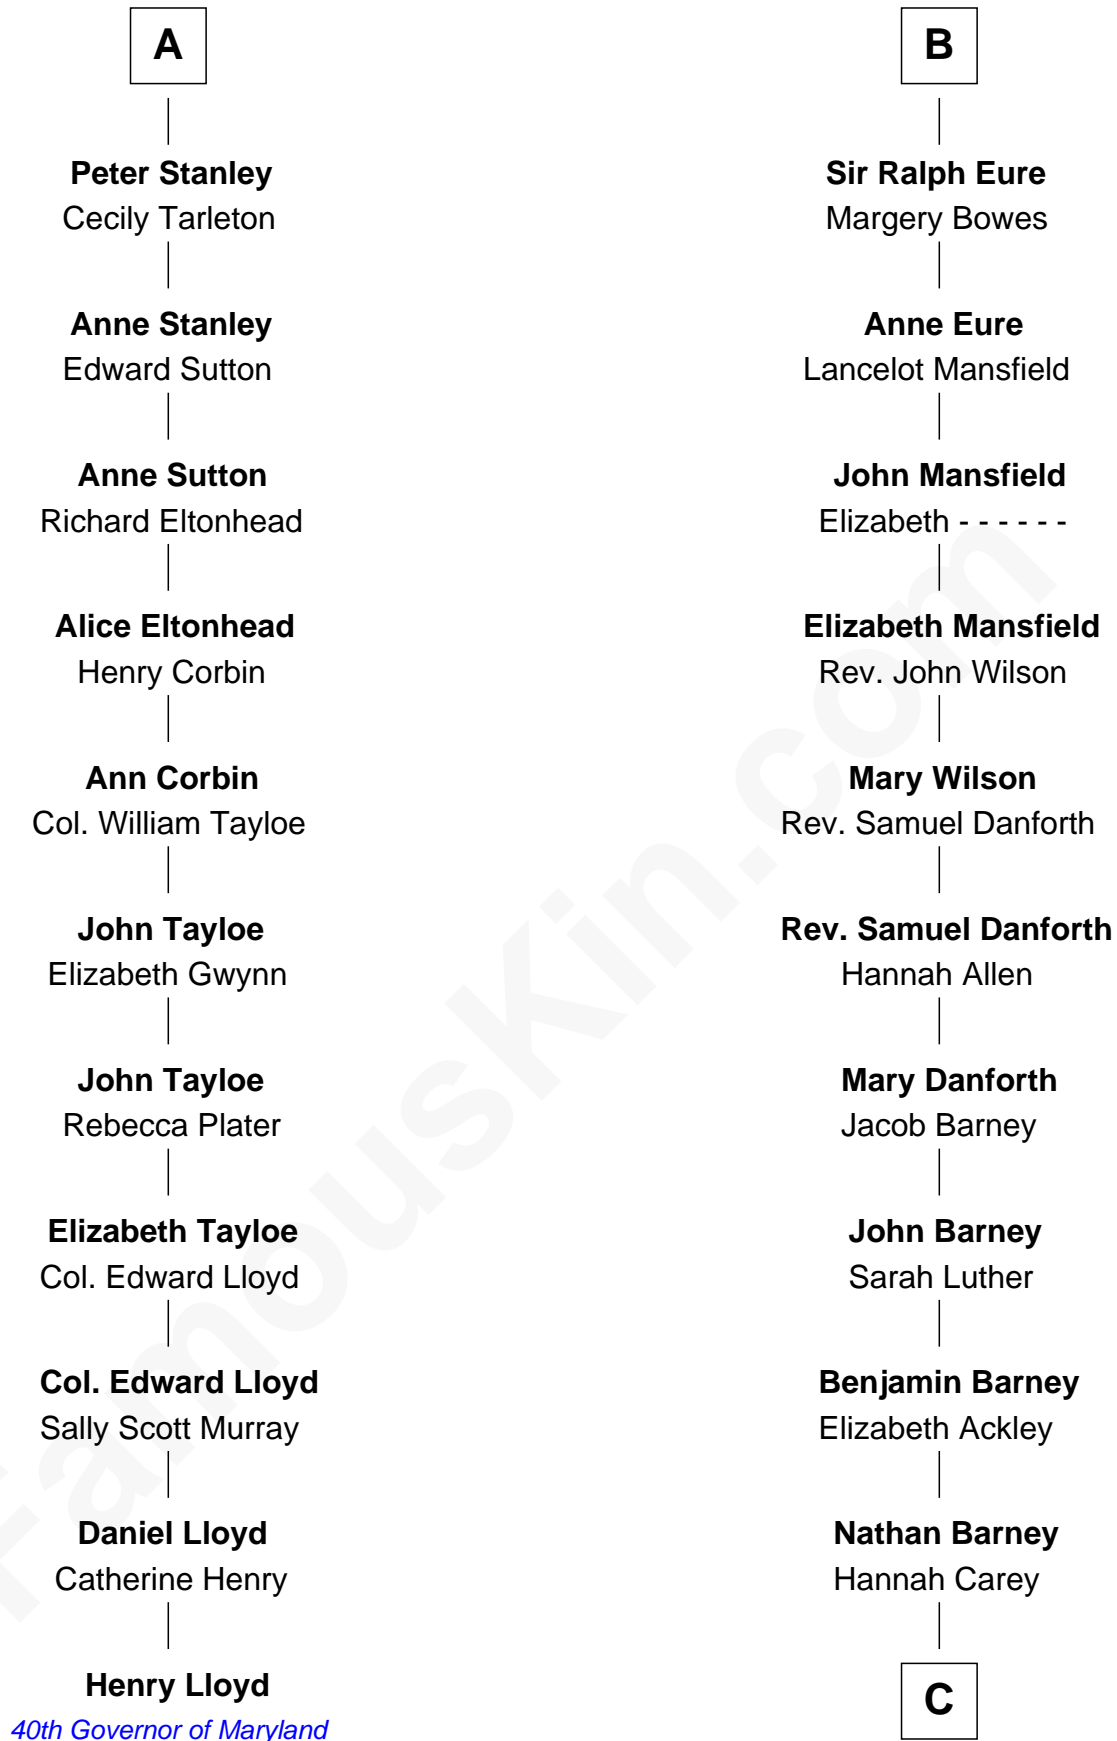 A
Peter Stanley
Cecily Tarleton
Anne Stanley
Edward Sutton
Anne Sutton
Richard Eltonhead
Alice Eltonhead
Henry Corbin
Ann Corbin
Col. William Tayloe
John Tayloe
Elizabeth Gwynn
John Tayloe
Rebecca Plater
Elizabeth Tayloe
Col. Edward Lloyd
Col. Edward Lloyd
Sally Scott Murray
Daniel Lloyd
Catherine Henry
Henry Lloyd
40th Governor of Maryland
B
Sir Ralph Eure
Margery Bowes
Anne Eure
Lancelot Mansfield
John Mansfield
Elizabeth - - - - - -
Elizabeth Mansfield
Rev. John Wilson
Mary Wilson
Rev. Samuel Danforth
Rev. Samuel Danforth
Hannah Allen
Mary Danforth
Jacob Barney
John Barney
Sarah Luther
Benjamin Barney
Elizabeth Ackley
Nathan Barney
Hannah Carey
C
FamousKin.com